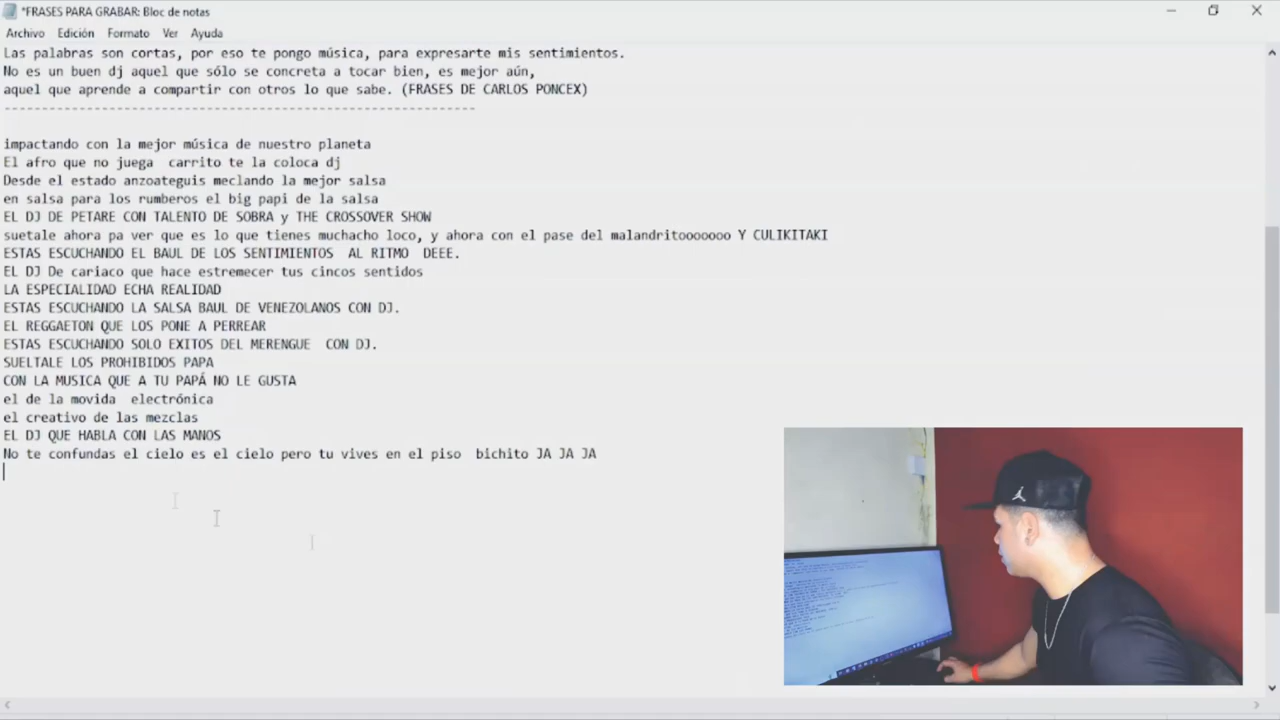 *FRASES PARA GRABAR: Bloc de notas
Archivo Edición Formato Ver Ayuda
Las palabras son cortas, por eso te pongo música, para expresarte mis sentimientos.
No es un buen dj aquel que sólo se concreta a tocar bien, es mejor aún,
aquel que aprende a compartir con otros lo que sabe. (FRASES DE CARLOS PONCEX)
----------------------------------------------------------------
impactando con la mejor música de nuestro planeta
El afro que no juega  carrito te la coloca dj
Desde el estado anzoateguis meclando la mejor salsa
en salsa para los rumberos el big papi de la salsa
EL DJ DE PETARE CON TALENTO DE SOBRA y THE CROSSOVER SHOW
suetale ahora pa ver que es lo que tienes muchacho loco, y ahora con el pase del malandritooooooo Y CULIKITAKI
ESTAS ESCUCHANDO EL BAUL DE LOS SENTIMIENTOS  AL RITMO  DEEE.
EL DJ De cariaco que hace estremecer tus cincos sentidos
LA ESPECIALIDAD ECHA REALIDAD
ESTAS ESCUCHANDO LA SALSA BAUL DE VENEZOLANOS CON DJ.
EL REGGAETON QUE LOS PONE A PERREAR
ESTAS ESCUCHANDO SOLO EXITOS DEL MERENGUE  CON DJ.
SUELTALE LOS PROHIBIDOS PAPA
CON LA MUSICA QUE A TU PAPÁ NO LE GUSTA
el de la movida  electrónica
el creativo de las mezclas
EL DJ QUE HABLA CON LAS MANOS
No te confundas el cielo es el cielo pero tu vives en el piso  bichito JA JA JA